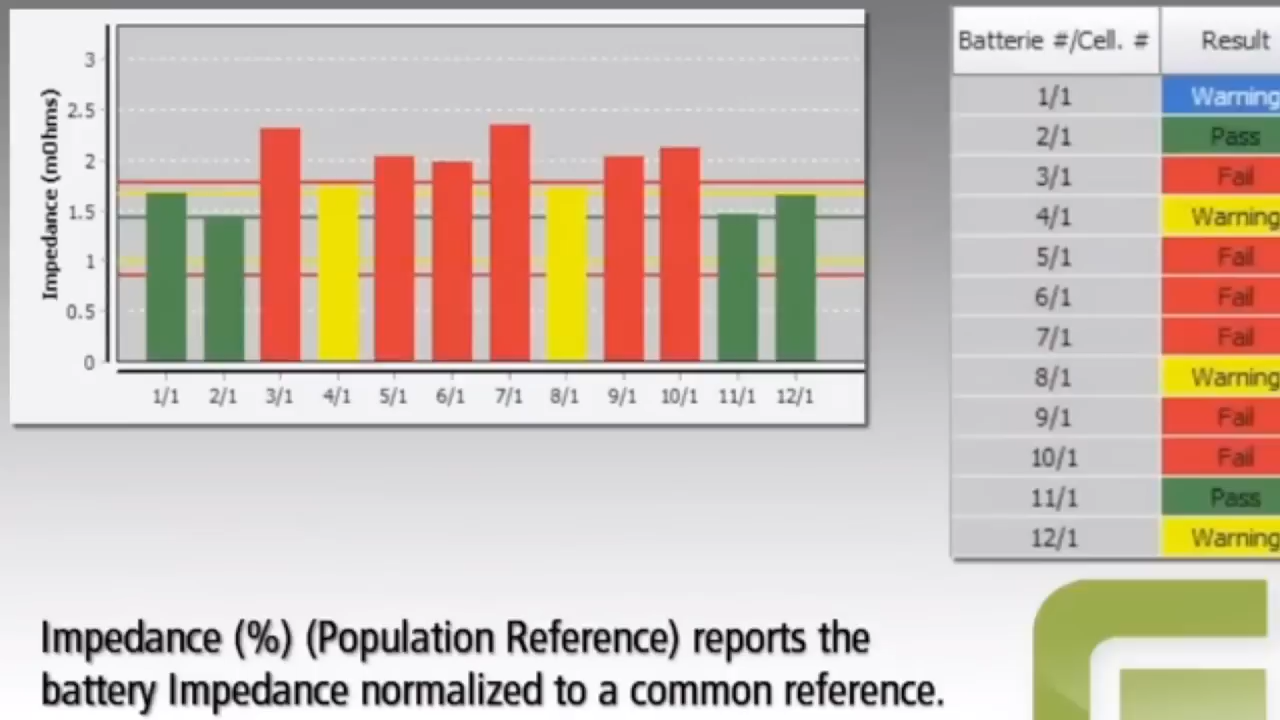 Impedance (mOhms)
3
2.5
2
1.5
1
0.5
0
1/1 2/1 3/1 4/1 5/1 6/1 7/1 8/1 9/1 10/1 11/1 12/1
Batterie #/Cell. # Result
1/1 Warning
2/1 Pass
3/1 Fail
4/1 Warning
5/1 Fail
6/1 Fail
7/1 Fail
8/1 Warning
9/1 Fail
10/1 Fail
11/1 Pass
12/1 Warning
Impedance (%) (Population Reference) reports the
battery Impedance normalized to a common reference.